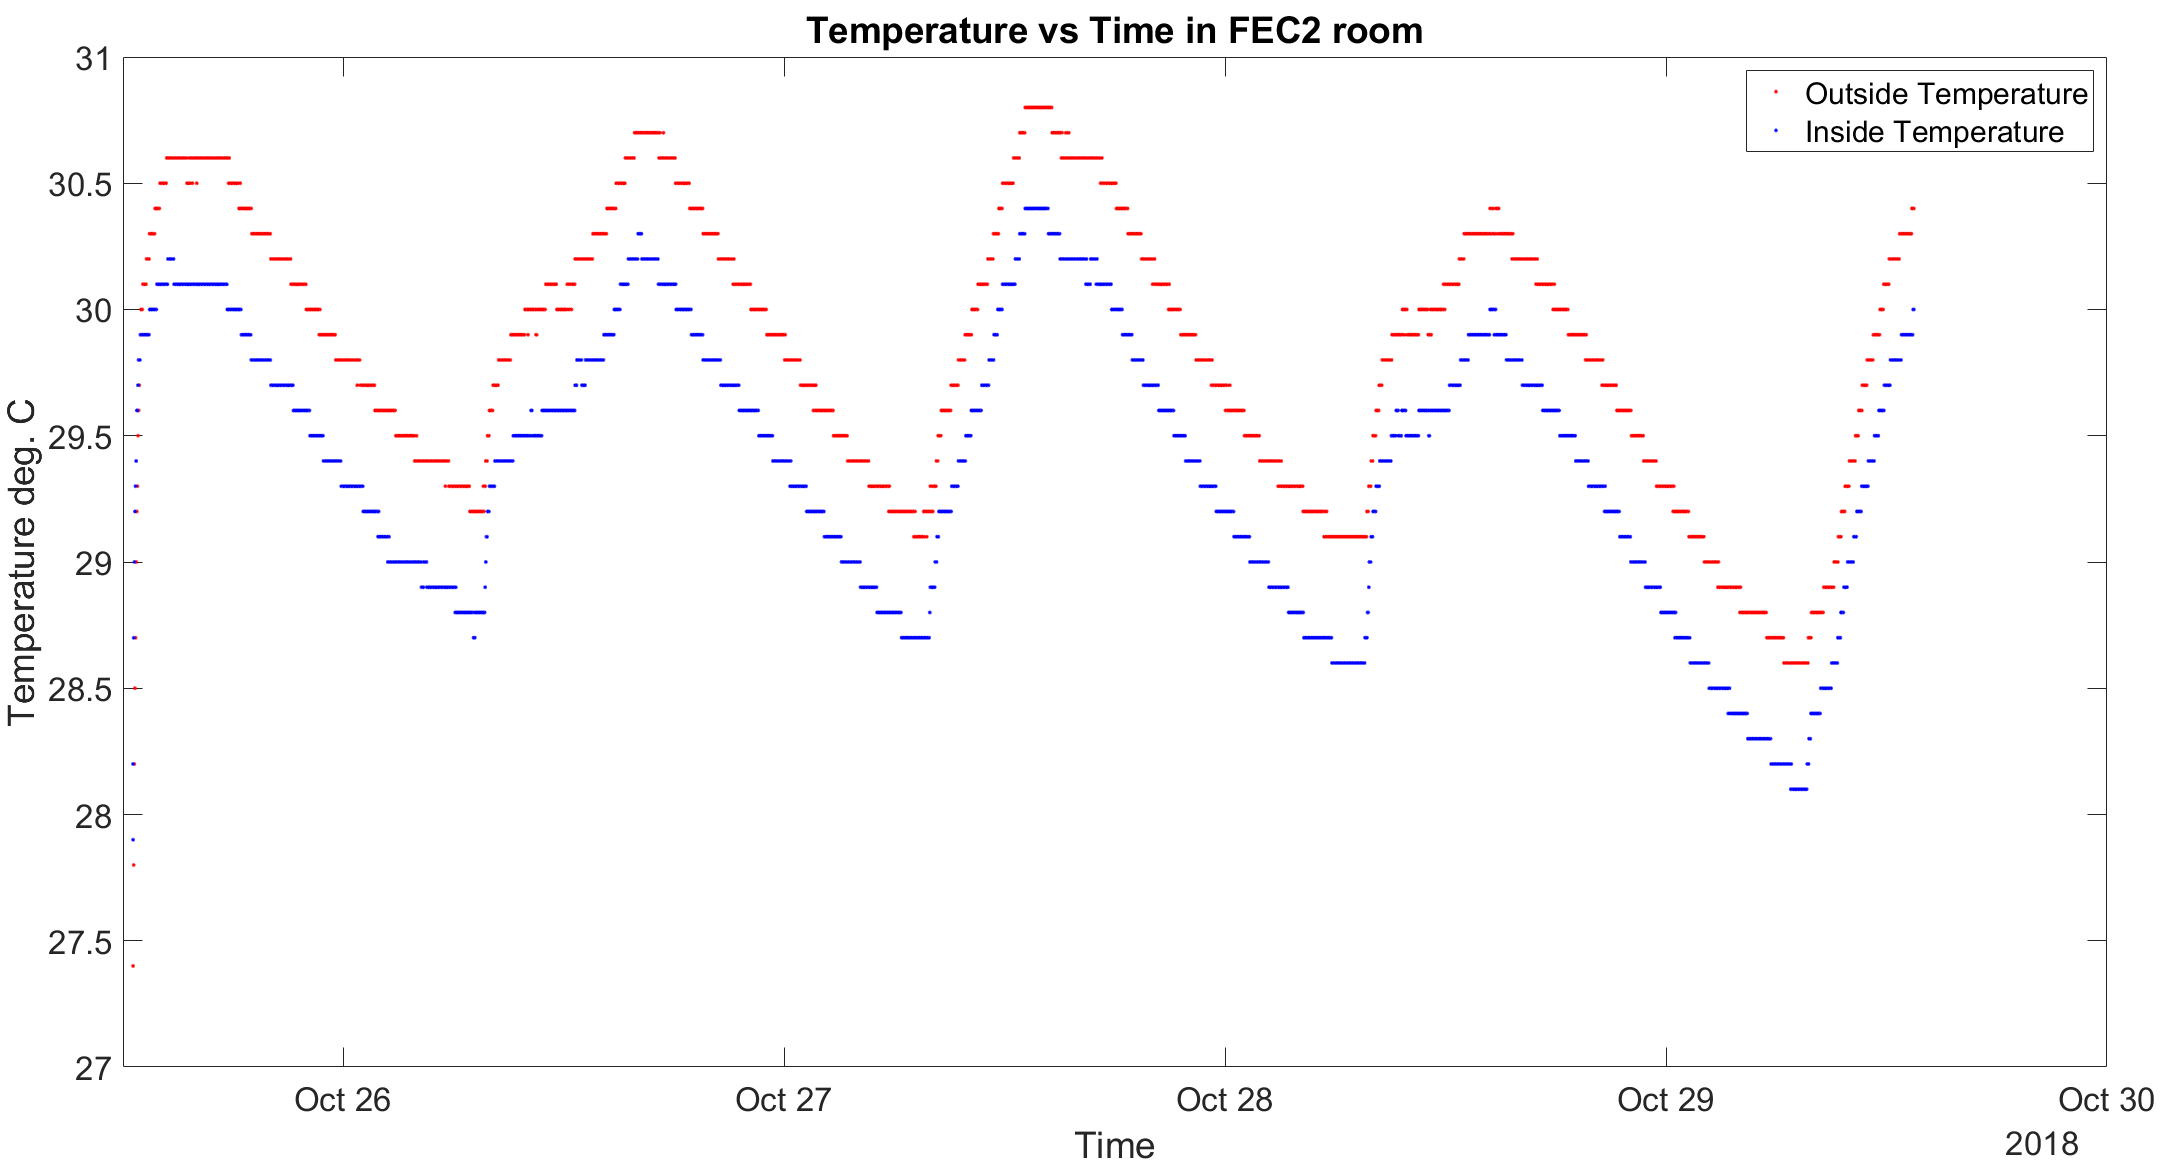 Temperature vs Time in FEC2 room
Outside Temperature
Inside Temperature
Temperature deg. C
31
30.5
30
29.5
29
28.5
28
27.5
27
Oct 26
Oct 27
Oct 28
Oct 29
Oct 30
Time
2018